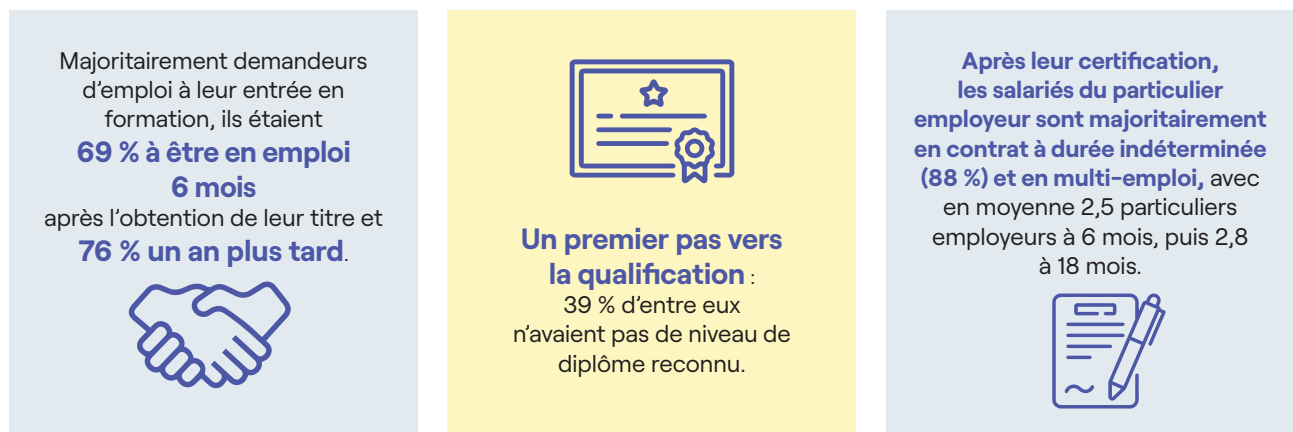 Majoritairement demandeurs
d’emploi à leur entrée en
formation, ils étaient
69 % à être en emploi
6 mois
après l’obtention de leur titre et
76 % un an plus tard.
Un premier pas vers
la qualification :
39 % d’entre eux
n’avaient pas de niveau de
diplôme reconnu.
Après leur certification,
les salariés du particulier
employeur sont majoritairement
en contrat à durée indéterminée
(88 %) et en multi-emploi, avec
en moyenne 2,5 particuliers
employeurs à 6 mois, puis 2,8
à 18 mois.